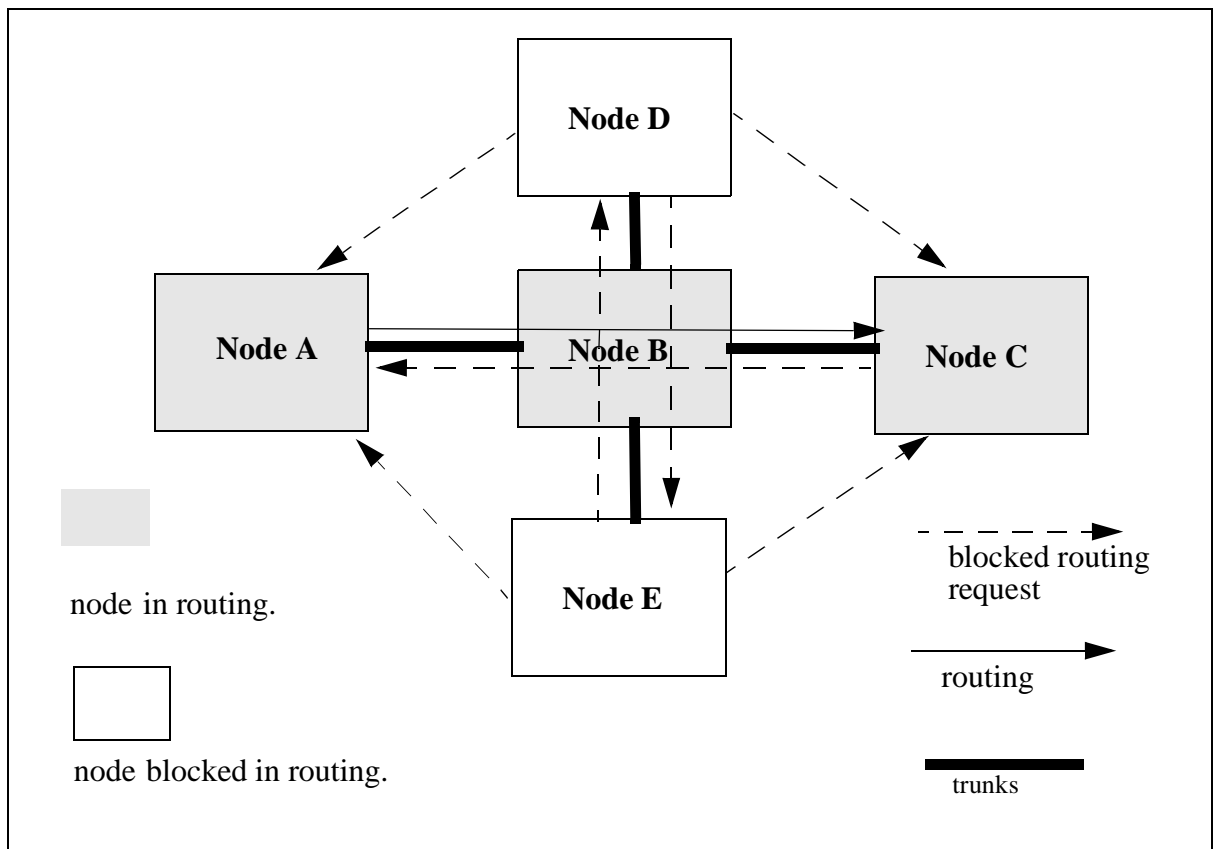 Node D
Node A
Node B
Node C
Node E
node in routing.
node blocked in routing.
blocked routing
request
routing
trunks